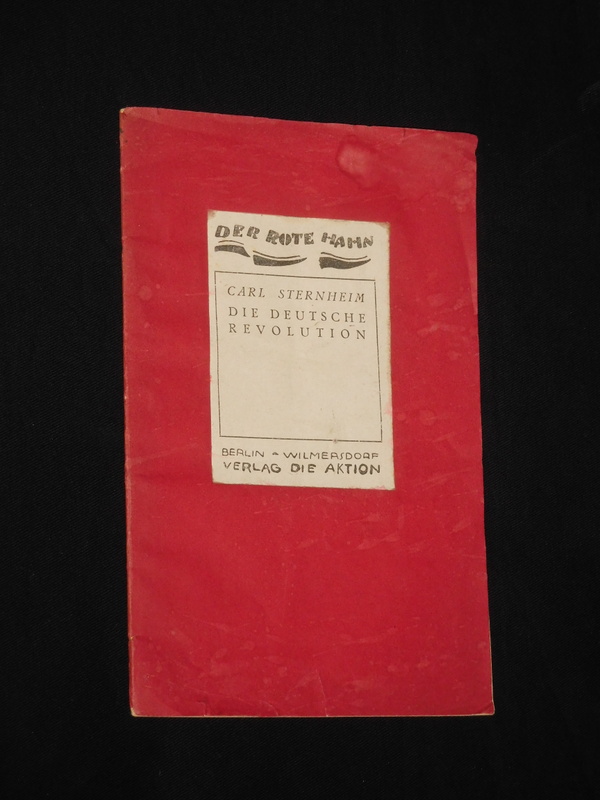 DER ROTE HAHN
CARL STERNHEIM
DIE DEUTSCHE
REVOLUTION
BERLIN - WILMERSDORF
VERLAG DIE AKTION